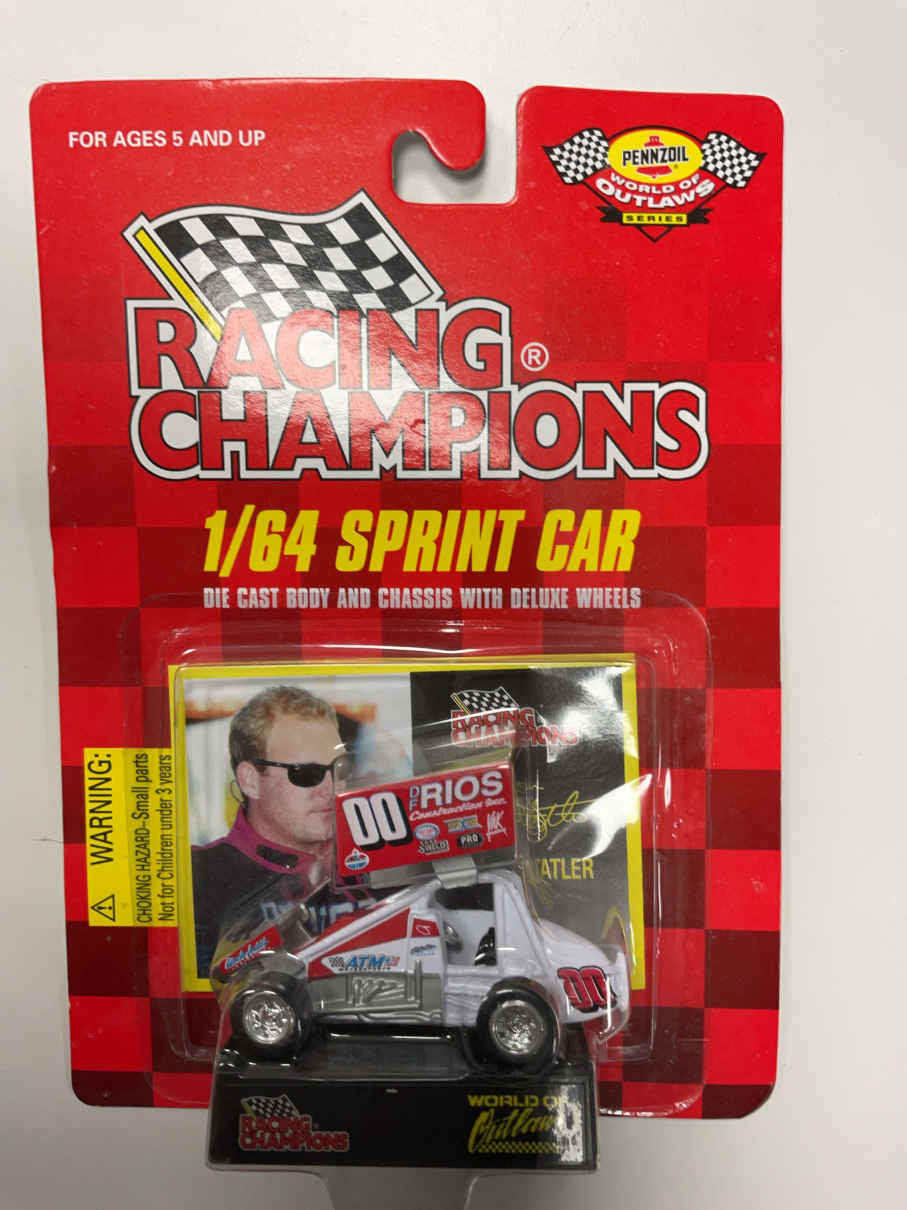 FOR AGES 5 AND UP
PENNZOIL
WORLD OF
OUTLAWS
SERIES
RACING ®
CHAMPIONS
1/64 SPRINT CAR
DIE CAST BODY AND CHASSIS WITH DELUXE WHEELS
WARNING:
CHOKING HAZARD–Small parts
Not for Children under 3 years
RACING
CHAMPIONS
ATLER
00 DF RIOS
Construction Inc.
PRO
ATM
00
RACING
CHAMPIONS
WORLD OF
Outlaws